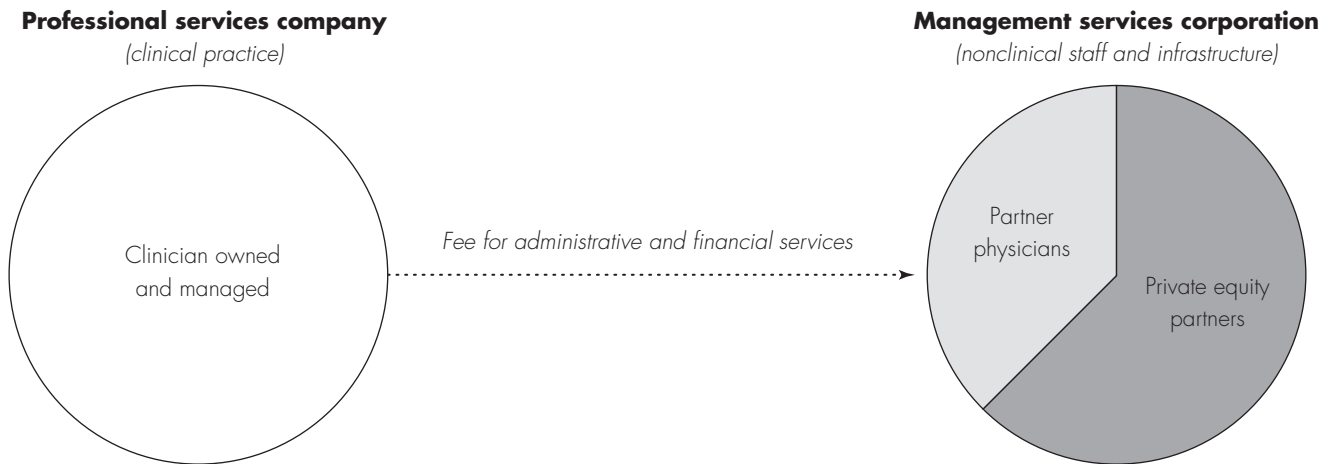 Professional services company
(clinical practice)
Clinician owned
and managed
Fee for administrative and financial services
Management services corporation
(nonclinical staff and infrastructure)
Partner
physicians
Private equity
partners